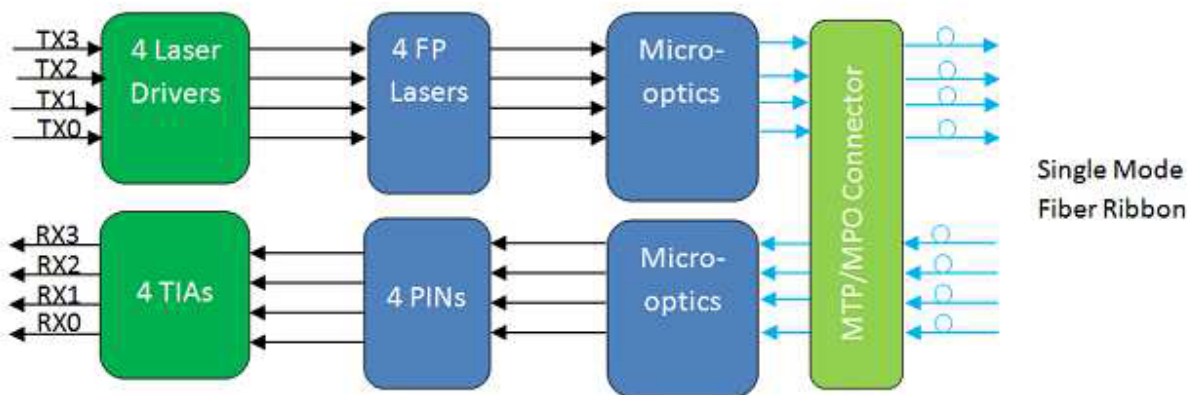 TX3
TX2
TX1
TX0
4 Laser
Drivers
4 FP
Lasers
Micro-
optics
MTP/MPO Connector
Single Mode
Fiber Ribbon
RX3
RX2
RX1
RX0
4 TIAs
4 PINs
Micro-
optics